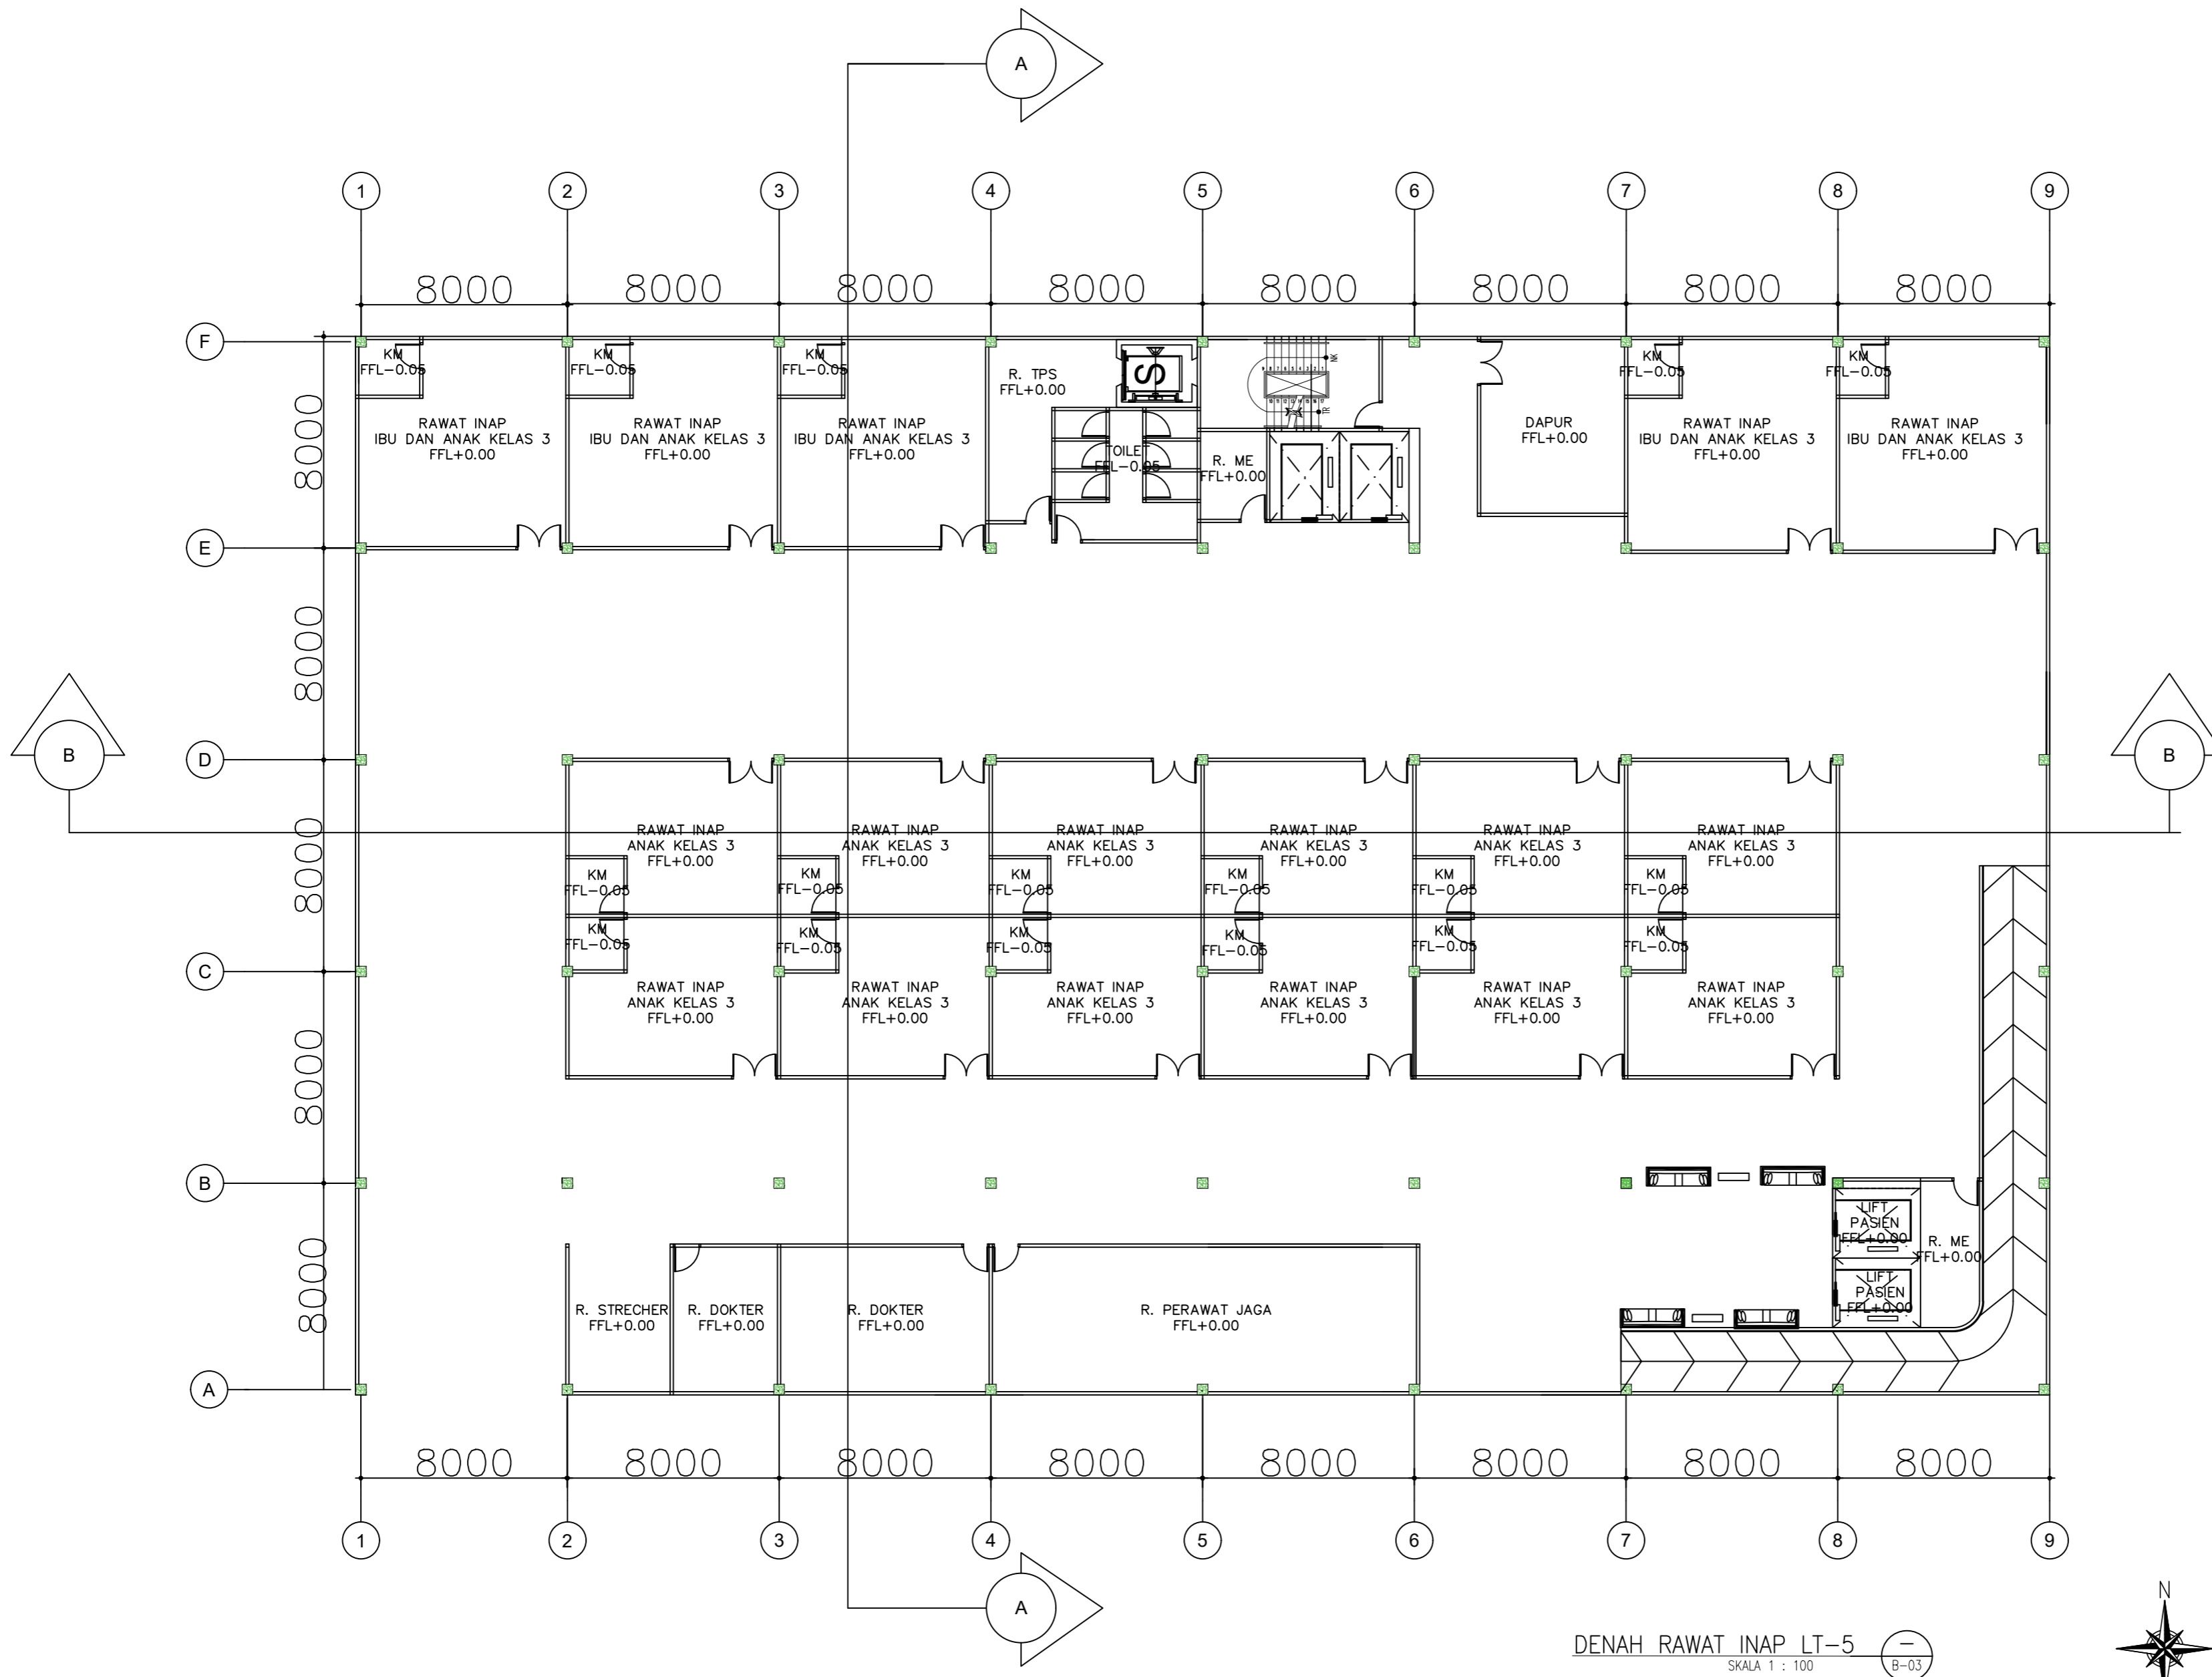 A
1 2 3 4 5 6 7 8 9
8000 8000 8000 8000 8000 8000 8000 8000
F
KM
FFL-0.05
KM
FFL-0.05
KM
FFL-0.05
R. TPS
FFL+0.00
S
NK
TR
KM
FFL-0.05
KM
FFL-0.05
8000
RAWAT INAP
IBU DAN ANAK KELAS 3
FFL+0.00
RAWAT INAP
IBU DAN ANAK KELAS 3
FFL+0.00
RAWAT INAP
IBU DAN ANAK KELAS 3
FFL+0.00
TOILET
FFL-0.05
R. ME
FFL+0.00
DAPUR
FFL+0.00
RAWAT INAP
IBU DAN ANAK KELAS 3
FFL+0.00
RAWAT INAP
IBU DAN ANAK KELAS 3
FFL+0.00
E
8000
B
D
B
8000
RAWAT INAP
ANAK KELAS 3
FFL+0.00
RAWAT INAP
ANAK KELAS 3
FFL+0.00
RAWAT INAP
ANAK KELAS 3
FFL+0.00
RAWAT INAP
ANAK KELAS 3
FFL+0.00
RAWAT INAP
ANAK KELAS 3
FFL+0.00
RAWAT INAP
ANAK KELAS 3
FFL+0.00
KM
FFL-0.05
KM
FFL-0.05
KM
FFL-0.05
KM
FFL-0.05
KM
FFL-0.05
KM
FFL-0.05
KM
FFL-0.05
KM
FFL-0.05
KM
FFL-0.05
KM
FFL-0.05
KM
FFL-0.05
KM
FFL-0.05
C
RAWAT INAP
ANAK KELAS 3
FFL+0.00
RAWAT INAP
ANAK KELAS 3
FFL+0.00
RAWAT INAP
ANAK KELAS 3
FFL+0.00
RAWAT INAP
ANAK KELAS 3
FFL+0.00
RAWAT INAP
ANAK KELAS 3
FFL+0.00
RAWAT INAP
ANAK KELAS 3
FFL+0.00
8000
B
LIFT
PASIEN
FFL+0.00
R. ME
FFL+0.00
LIFT
PASIEN
FFL+0.00
8000
R. STRECHER
FFL+0.00
R. DOKTER
FFL+0.00
R. DOKTER
FFL+0.00
R. PERAWAT JAGA
FFL+0.00
A
8000 8000 8000 8000 8000 8000 8000 8000
1 2 3 4 5 6 7 8 9
A
N
DENAH RAWAT INAP LT-5
SKALA 1 : 100
B-03